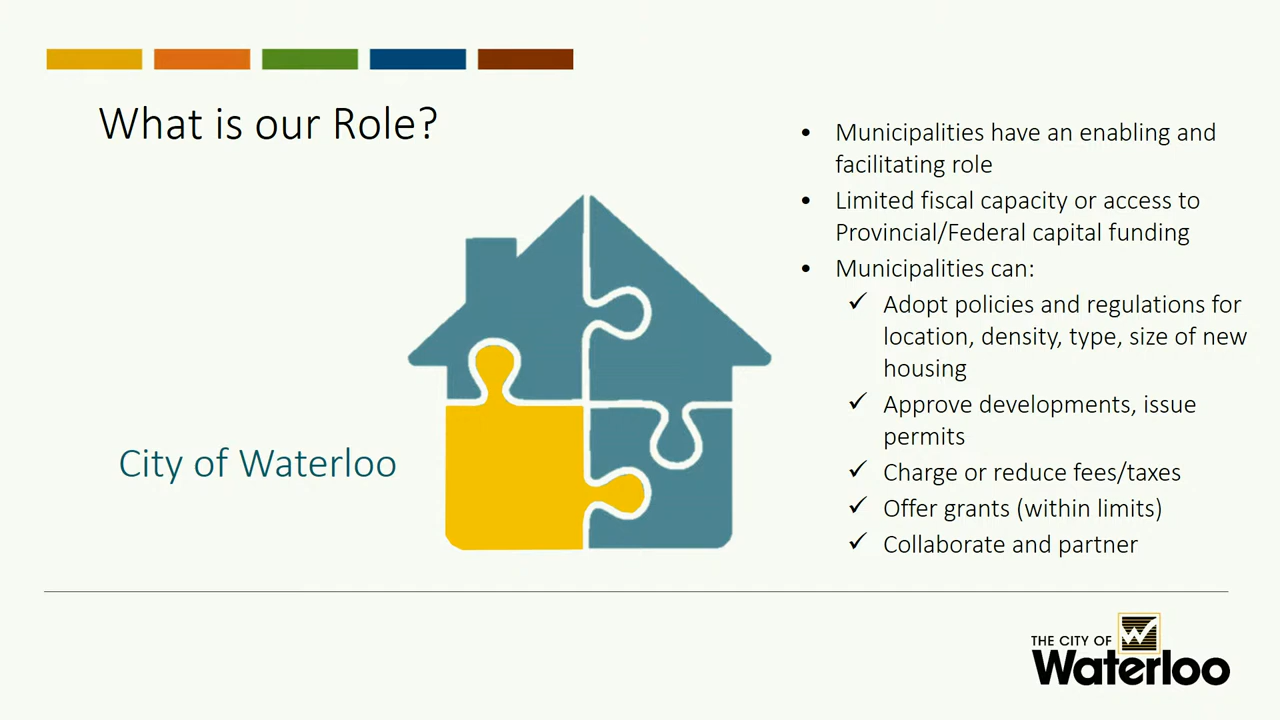 What is our Role?
• Municipalities have an enabling and
facilitating role
• Limited fiscal capacity or access to
Provincial/Federal capital funding
• Municipalities can:
✓ Adopt policies and regulations for
location, density, type, size of new
housing
✓ Approve developments, issue
permits
✓ Charge or reduce fees/taxes
✓ Offer grants (within limits)
✓ Collaborate and partner
City of Waterloo
THE CITY OF
Waterloo